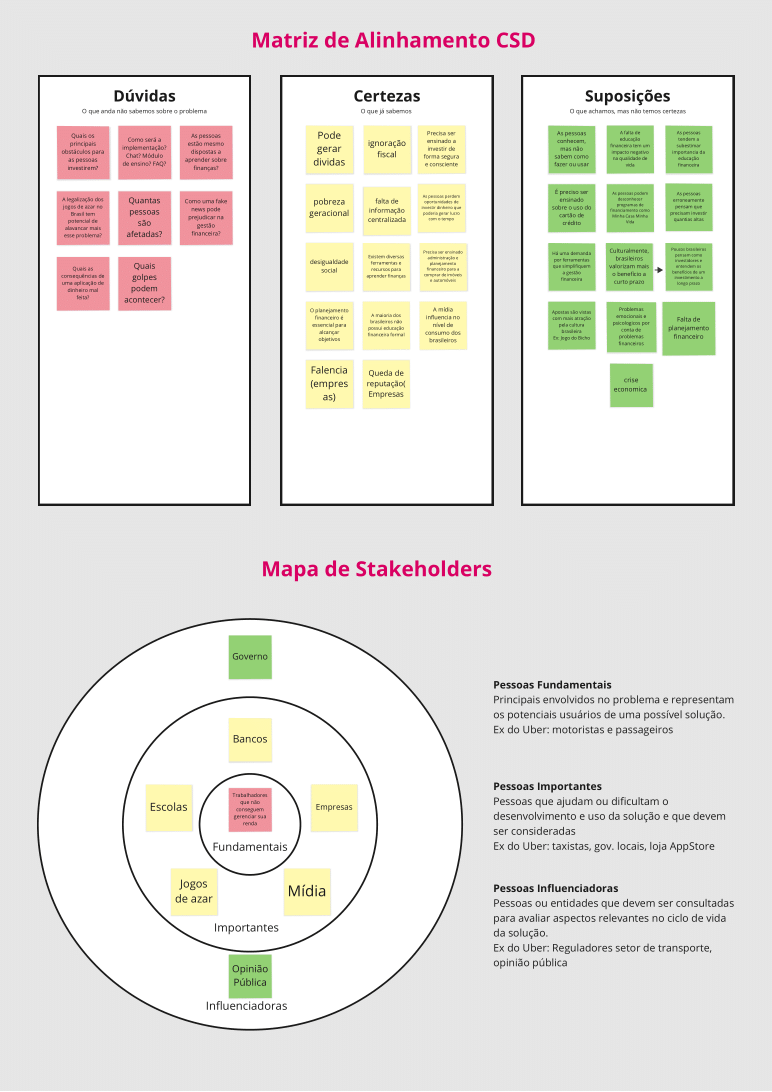 Matriz de Alinhamento CSD
Dúvidas
O que anda não sabemos sobre o problema
Quais os
principais
obstáculos para
as pessoas
investirem?
Como será a
implementação?
Chat? Módulo
de ensino? FAQ?
As pessoas
estão mesmo
dispostas a
aprender sobre
finanças?
A legalização dos
jogos de azar no
Brasil tem
potencial de
alavancar mais
esse problema?
Quantas
pessoas
são
afetadas?
Como uma fake
news pode
prejudicar na
gestão
financeira?
Quais as
consequências de
uma aplicação de
dinheiro mal
feita?
Quais
golpes
podem
acontecer?
Certezas
O que já sabemos
Pode
gerar
dividas
ignoração
fiscal
Precisa ser
ensinado a
investir de
forma segura
e consciente
pobreza
geracional
falta de
informação
centralizada
As pessoas perdem
oportunidades de
investir dinheiro que
poderia gerar lucro
com o tempo
desigualdade
social
Existem diversas
ferramentas e
recursos para
aprender finanças
Precisa ser ensinado
administração e
planejamento
financeiro para a
comprar de imóveis
e automóveis
O planejamento
financeiro é
essencial para
alcançar
objetivos
A maioria dos
brasileiros não
possui educação
financeira formal
A mídia
influencia no
nível de
consumo dos
brasileiros
Falencia
(empres
as)
Queda de
reputação(
Empresas
Suposições
O que achamos, mas não temos certezas
As pessoas
conhecem,
mas não
sabem como
fazer ou usar
A falta de
educação
financeira tem um
impacto negativo
na qualidade de
vida
As pessoas
tendem a
subestimar
importancia da
educação
financeira
É preciso ser
ensinado
sobre o uso do
cartão de
crédito
As pessoas podem
desconhecer
programas de
financiamento como
Minha Casa Minha
Vida
As pessoas
erroneamente
pensam que
precisam investir
quantias altas
Há uma demanda
por ferramentas
que simplifiquem
a gestão
financeira
Culturalmente,
brasileiros
valorizam mais
o benefício a
curto prazo
Poucos brasileiros
pensam como
investidores e
entendem os
benefícios de um
investimento a
longo prazo
Apostas são vistas
com mais atração
pela cultura
brasileira
Ex: Jogo do Bicho
Problemas
emocionais e
psicologicos por
conta de
problemas
financeiros
Falta de
planejamento
financeiro
crise
economica
Mapa de Stakeholders
Governo
Bancos
Escolas
Trabalhadores
que não
conseguem
gerenciar sua
renda
Empresas
Fundamentais
Jogos
de azar
Mídia
Importantes
Opinião
Pública
Influenciadoras
Pessoas Fundamentais
Principais envolvidos no problema e representam
os potenciais usuários de uma possível solução.
Ex do Uber: motoristas e passageiros
Pessoas Importantes
Pessoas que ajudam ou dificultam o
desenvolvimento e uso da solução e que devem
ser consideradas
Ex do Uber: taxistas, gov. locais, loja AppStore
Pessoas Influenciadoras
Pessoas ou entidades que devem ser consultadas
para avaliar aspectos relevantes no ciclo de vida
da solução.
Ex do Uber: Reguladores setor de transporte,
opinião pública